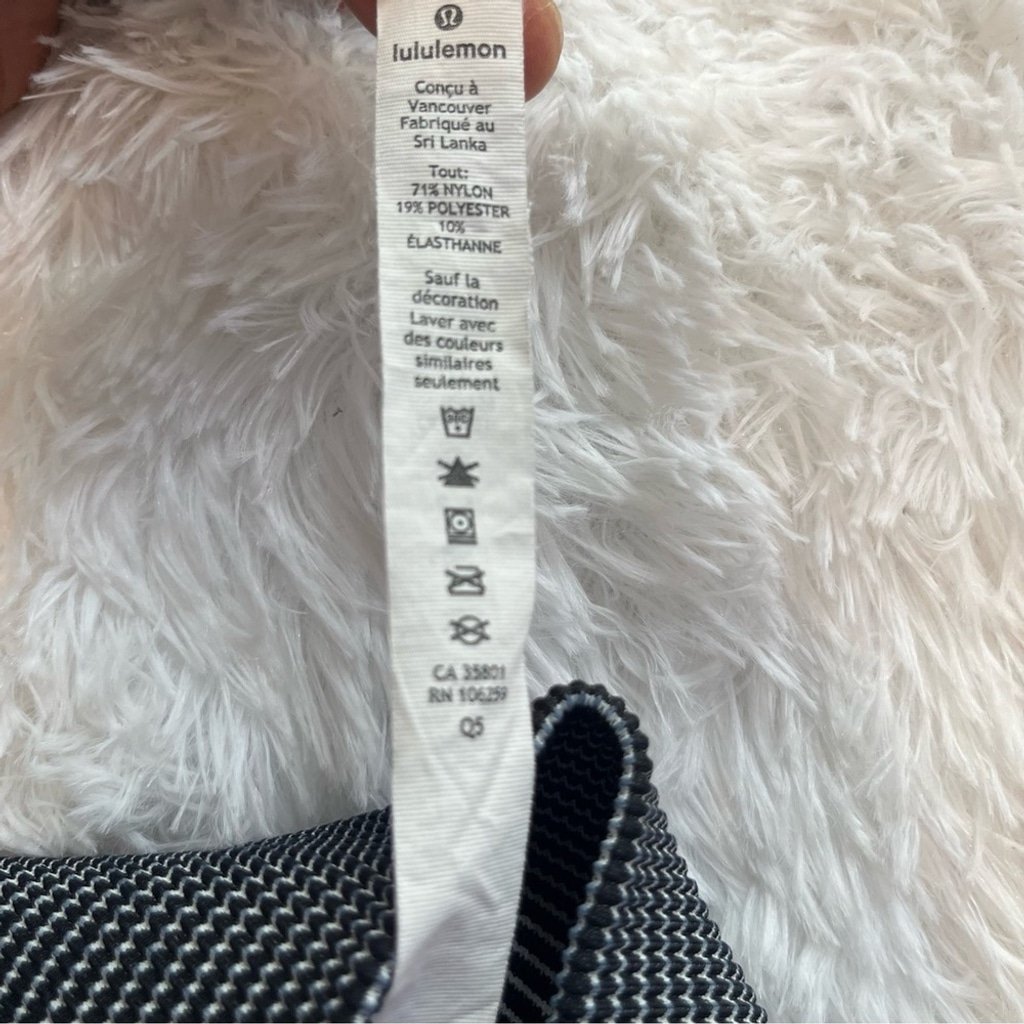 lululemon
Conçu à
Vancouver
Fabriqué au
Sri Lanka
Tout:
71% NYLON
19% POLYESTER
10%
ÉLASTHANNE
Sauf la
décoration
Laver avec
des couleurs
similaires
seulement
CA 35801
RN 106259
Q5